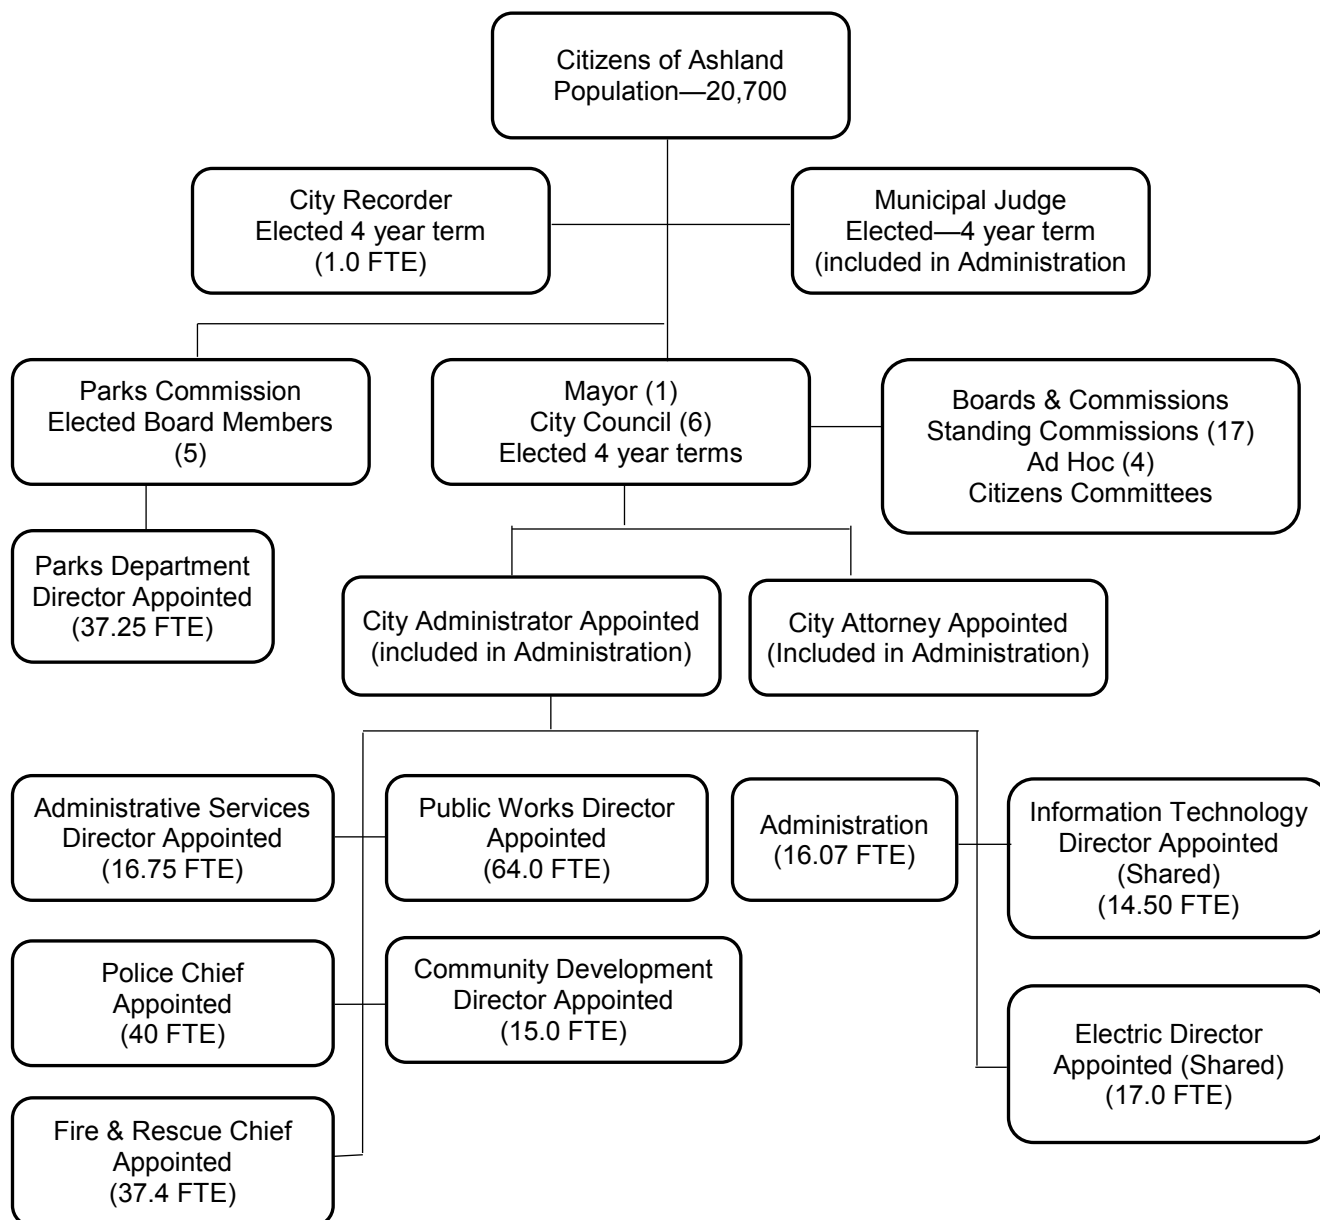 Citizens of Ashland
Population—20,700
City Recorder
Elected 4 year term
(1.0 FTE)
Municipal Judge
Elected—4 year term
(included in Administration
Parks Commission
Elected Board Members
(5)
Mayor (1)
City Council (6)
Elected 4 year terms
Boards & Commissions
Standing Commissions (17)
Ad Hoc (4)
Citizens Committees
Parks Department
Director Appointed
(37.25 FTE)
City Administrator Appointed
(included in Administration)
City Attorney Appointed
(Included in Administration)
Administrative Services
Director Appointed
(16.75 FTE)
Public Works Director
Appointed
(64.0 FTE)
Administration
(16.07 FTE)
Information Technology
Director Appointed
(Shared)
(14.50 FTE)
Police Chief
Appointed
(40 FTE)
Community Development
Director Appointed
(15.0 FTE)
Electric Director
Appointed (Shared)
(17.0 FTE)
Fire & Rescue Chief
Appointed
(37.4 FTE)